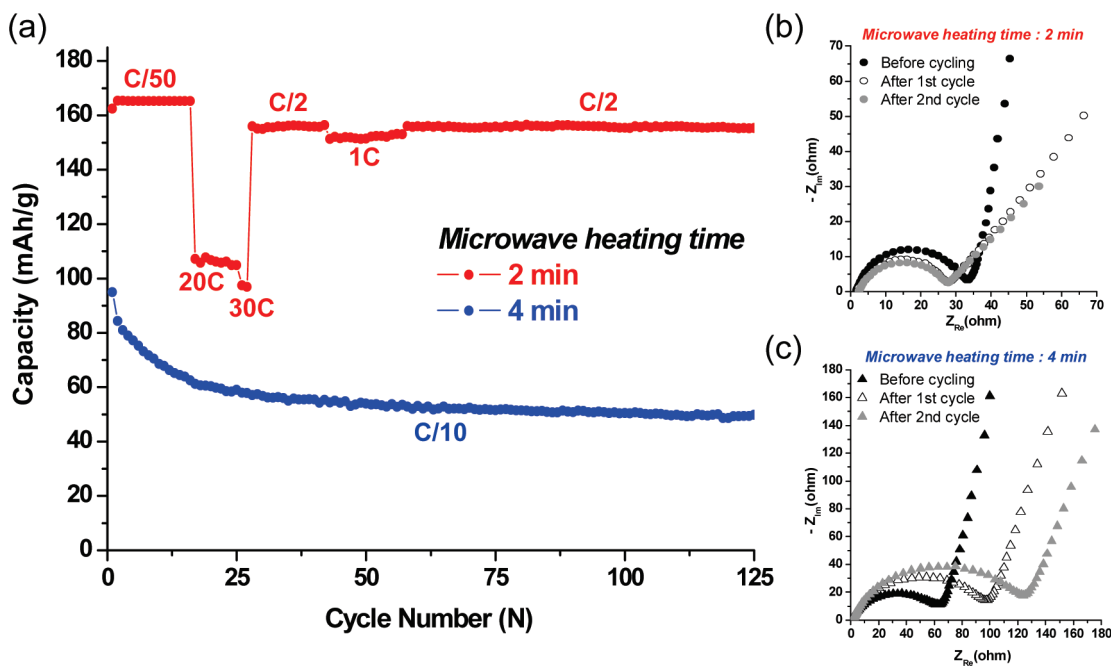 (a)
180
160
140
120
100
80
60
40
20
0
Capacity (mAh/g)
C/50
20C
30C
C/2
1C
C/2
Microwave heating time
2 min
4 min
C/10
0
25
50
75
100
125
Cycle Number (N)
(b)
Microwave heating time : 2 min
Before cycling
After 1st cycle
After 2nd cycle
70
60
50
40
30
20
10
0
- ZIm(ohm)
0 10 20 30 40 50 60 70
ZRe(ohm)
(c)
Microwave heating time : 4 min
Before cycling
After 1st cycle
After 2nd cycle
180
160
140
120
100
80
60
40
20
0
- ZIm(ohm)
0 20 40 60 80 100 120 140 160 180
ZRe(ohm)